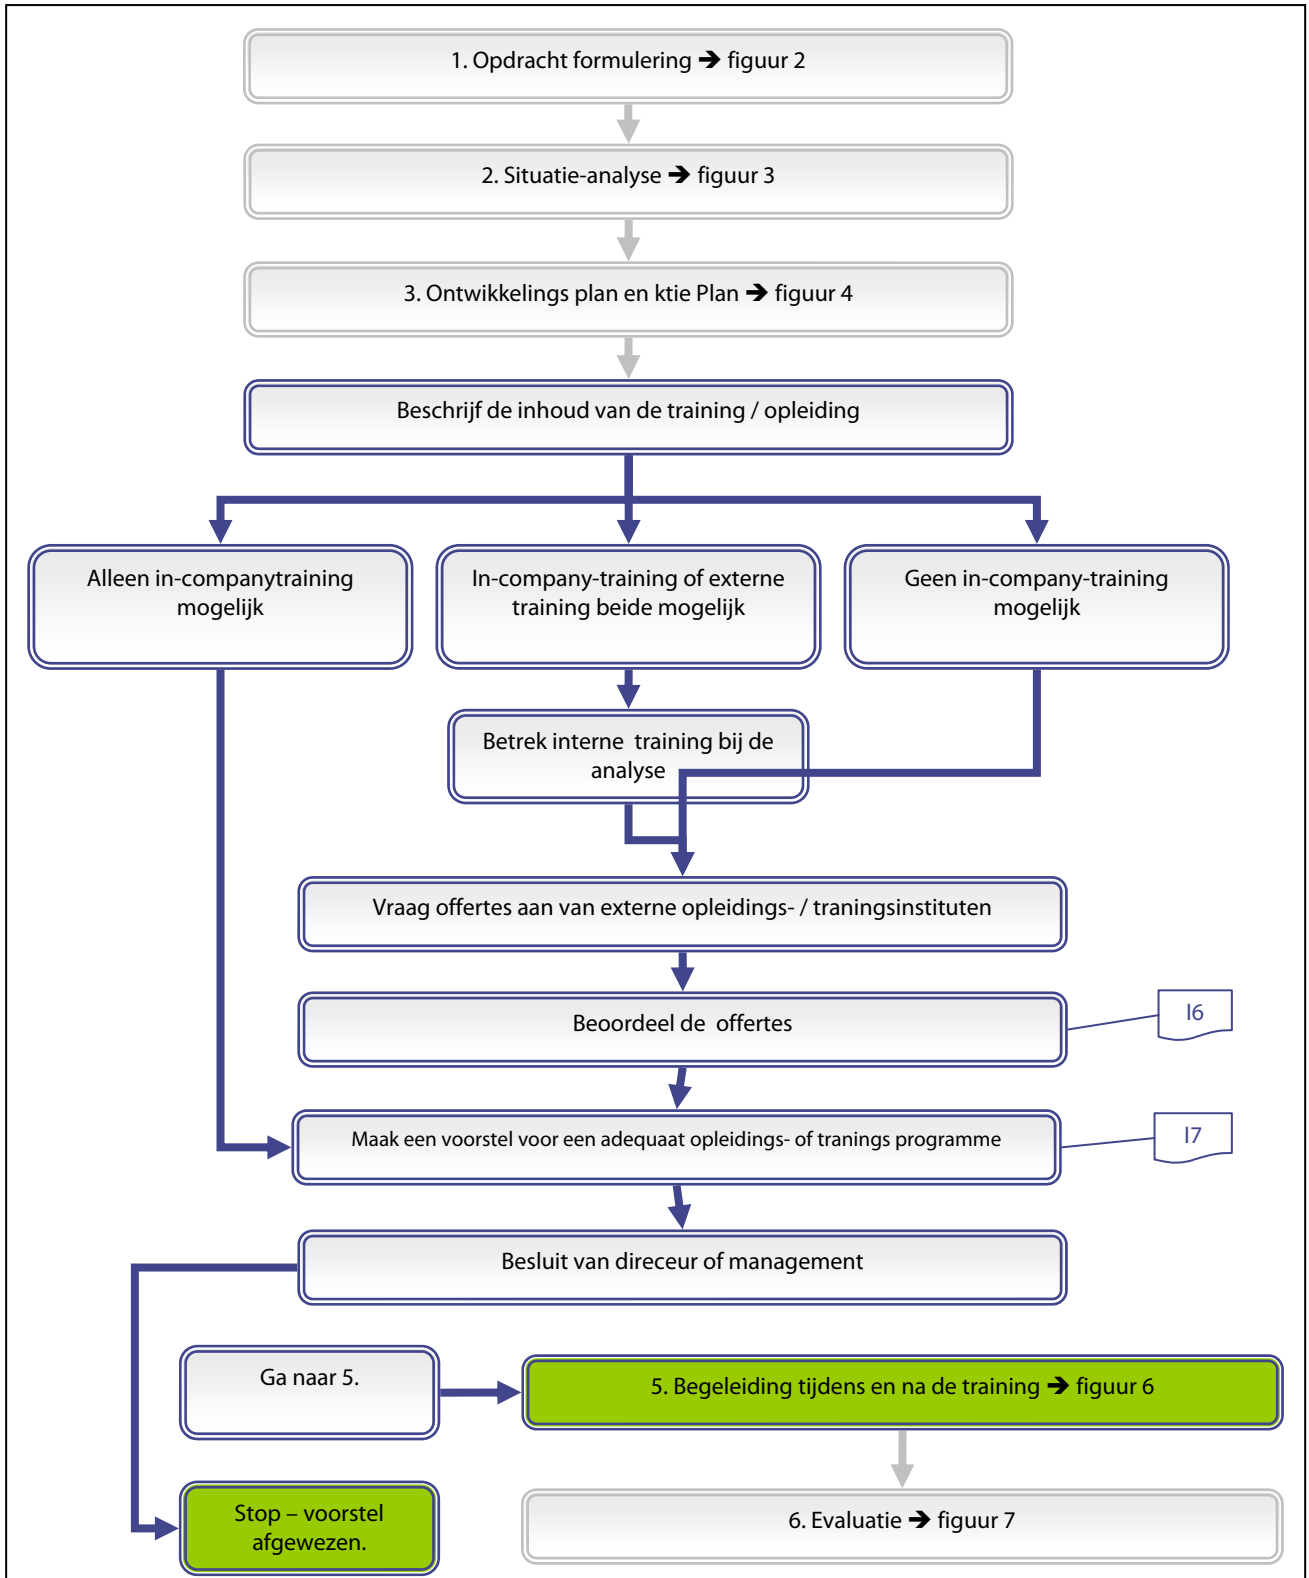 1. Opdracht formulering ➔ figuur 2
2. Situatie-analyse ➔ figuur 3
3. Ontwikkelings plan en ktie Plan ➔ figuur 4
Beschrijf de inhoud van de training / opleiding
Alleen in-companytraining
mogelijk
In-company-training of externe
training beide mogelijk
Geen in-company-training
mogelijk
Betrek interne training bij de
analyse
Vraag offertes aan van externe opleidings- / traningsinstituten
Beoordeel de offertes
I6
Maak een voorstel voor een adequaat opleidings- of tranings programme
I7
Besluit van direceur of management
Ga naar 5.
5. Begeleiding tijdens en na de training ➔ figuur 6
Stop – voorstel
afgewezen.
6. Evaluatie ➔ figuur 7